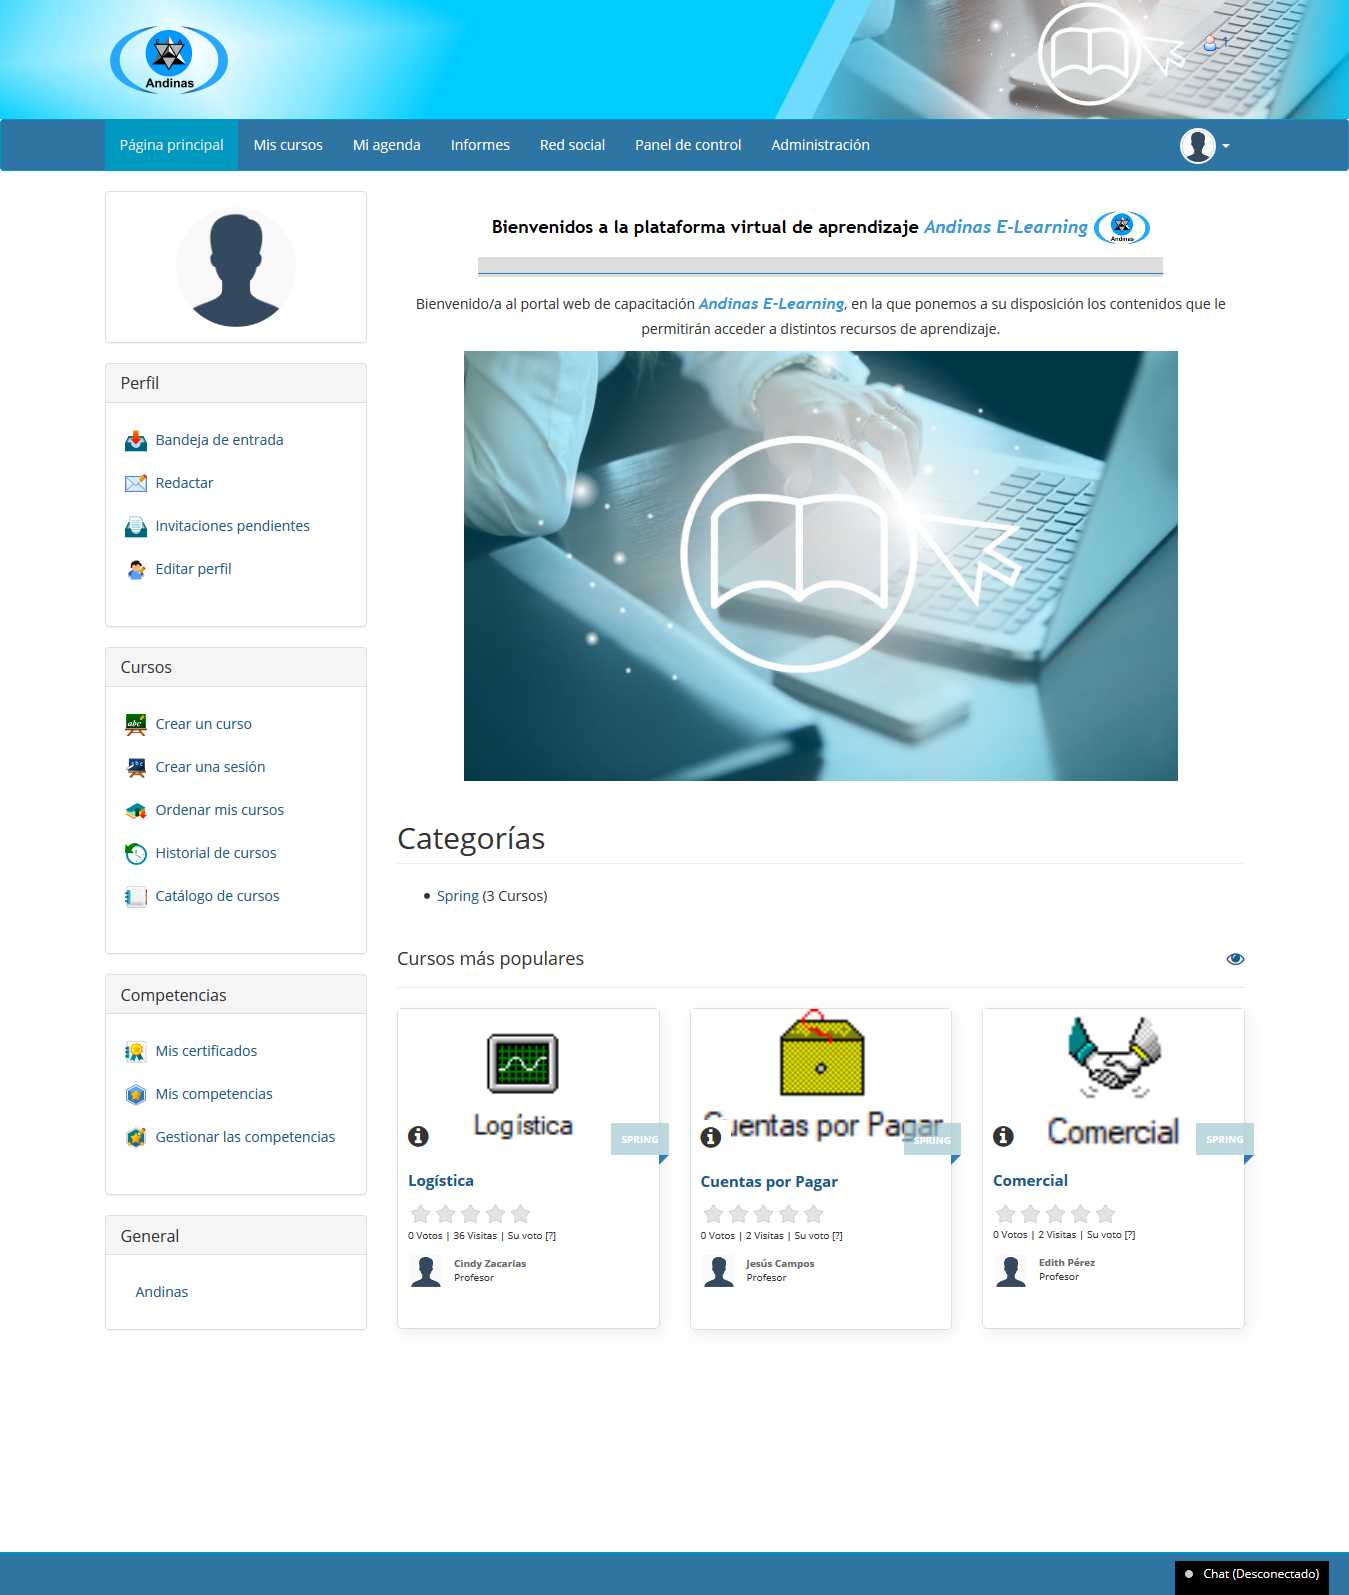 Andinas
1
Página principal
Mis cursos
Mi agenda
Informes
Red social
Panel de control
Administración
Bienvenidos a la plataforma virtual de aprendizaje Andinas E-Learning
Andinas
Bienvenido/a al portal web de capacitación Andinas E-Learning, en la que ponemos a su disposición los contenidos que le
permitirán acceder a distintos recursos de aprendizaje.
Perfil
Bandeja de entrada
Redactar
Invitaciones pendientes
Editar perfil
Cursos
abc
Crear un curso
abc
Crear una sesión
Ordenar mis cursos
Historial de cursos
Catálogo de cursos
Competencias
Mis certificados
Mis competencias
Gestionar las competencias
General
Andinas
Categorías
Spring (3 Cursos)
Cursos más populares
Logística
SPRING
Logística
0 Votos | 36 Visitas | Su voto [?]
Cindy Zacarias
Profesor
Cuentas por Pagar
SPRING
Cuentas por Pagar
0 Votos | 2 Visitas | Su voto [?]
Jesús Campos
Profesor
Comercial
SPRING
Comercial
0 Votos | 2 Visitas | Su voto [?]
Edith Pérez
Profesor
Chat (Desconectado)